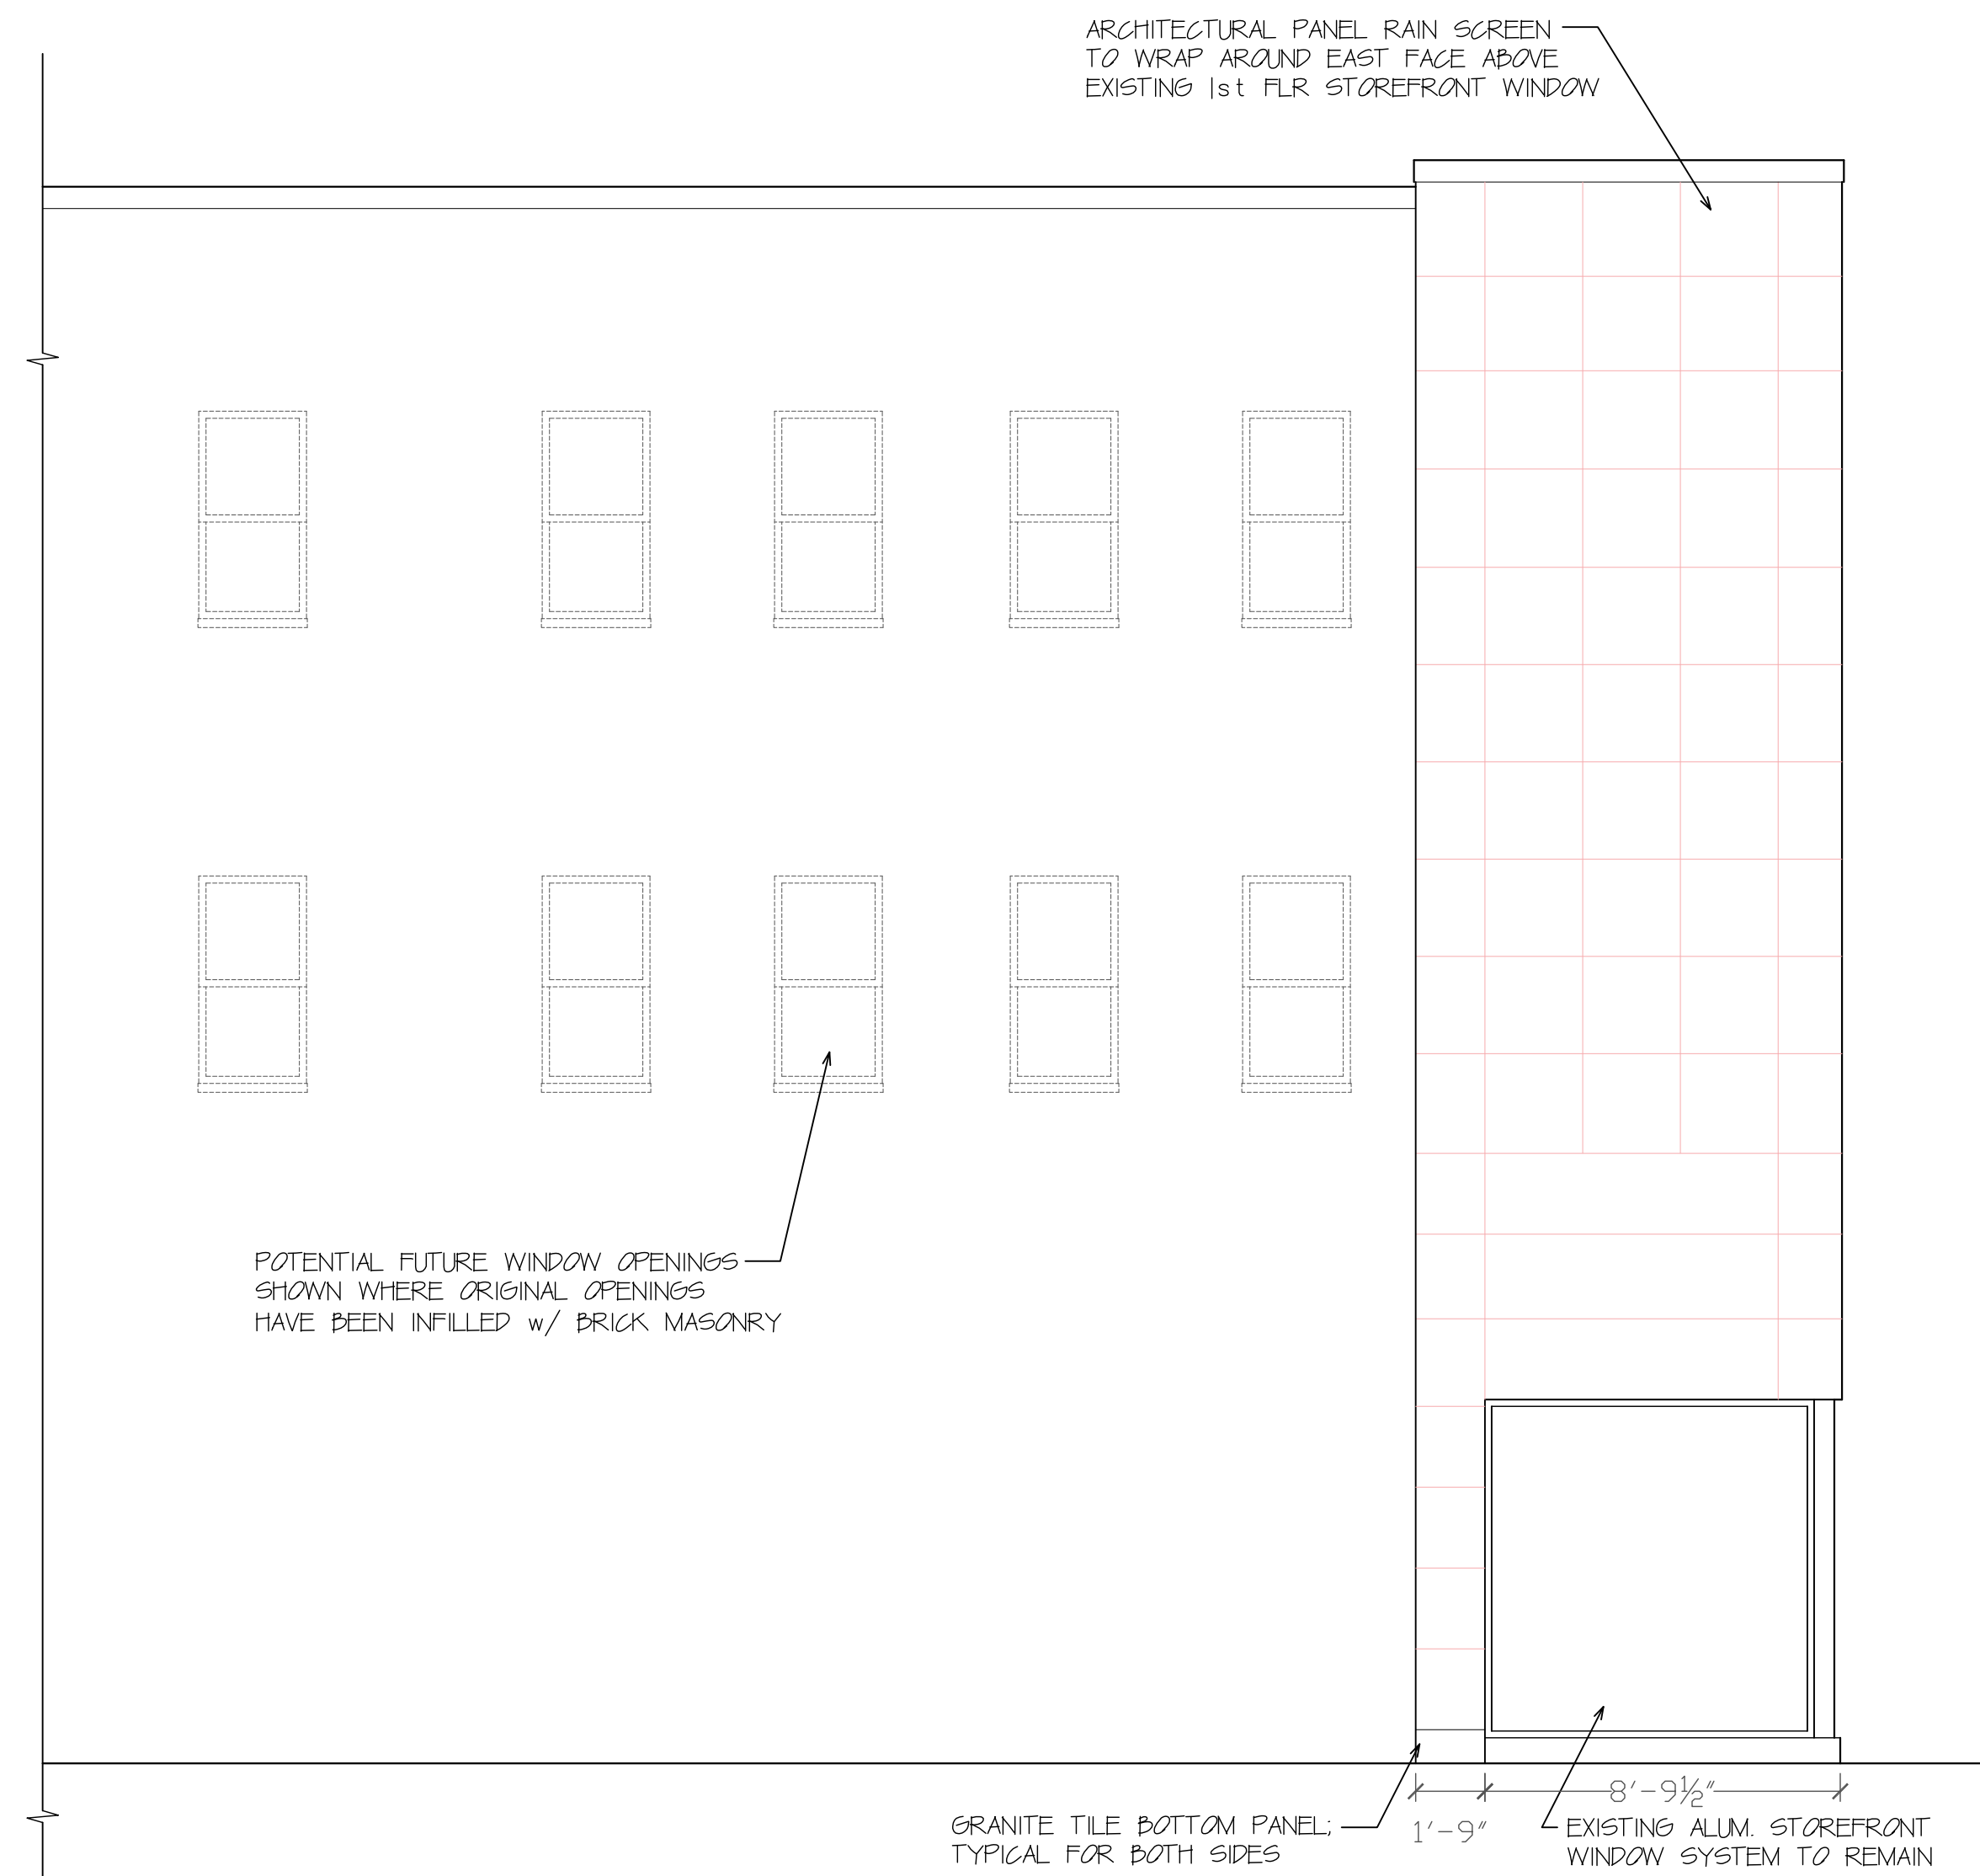 ARCHITECTURAL PANEL RAIN SCREEN
TO WRAP AROUND EAST FACE ABOVE
EXISTING 1st FLR STOREFRONT WINDOW
POTENTIAL FUTURE WINDOW OPENINGS
SHOWN WHERE ORIGINAL OPENINGS
HAVE BEEN INFILLED w/ BRICK MASONRY
8'-9½"
1'-9"
GRANITE TILE BOTTOM PANEL;
TYPICAL FOR BOTH SIDES
EXISTING ALUM. STOREFRONT
WINDOW SYSTEM TO REMAIN